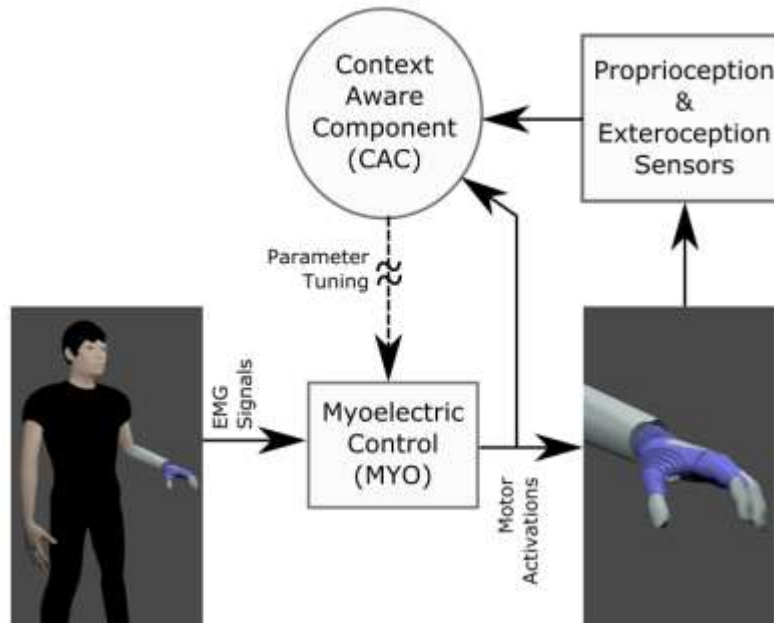 Context
Aware
Component
(CAC)
Proprioception
&
Exteroception
Sensors
Parameter
Tuning
EMG
Signals
Myoelectric
Control
(MYO)
Motor
Activations